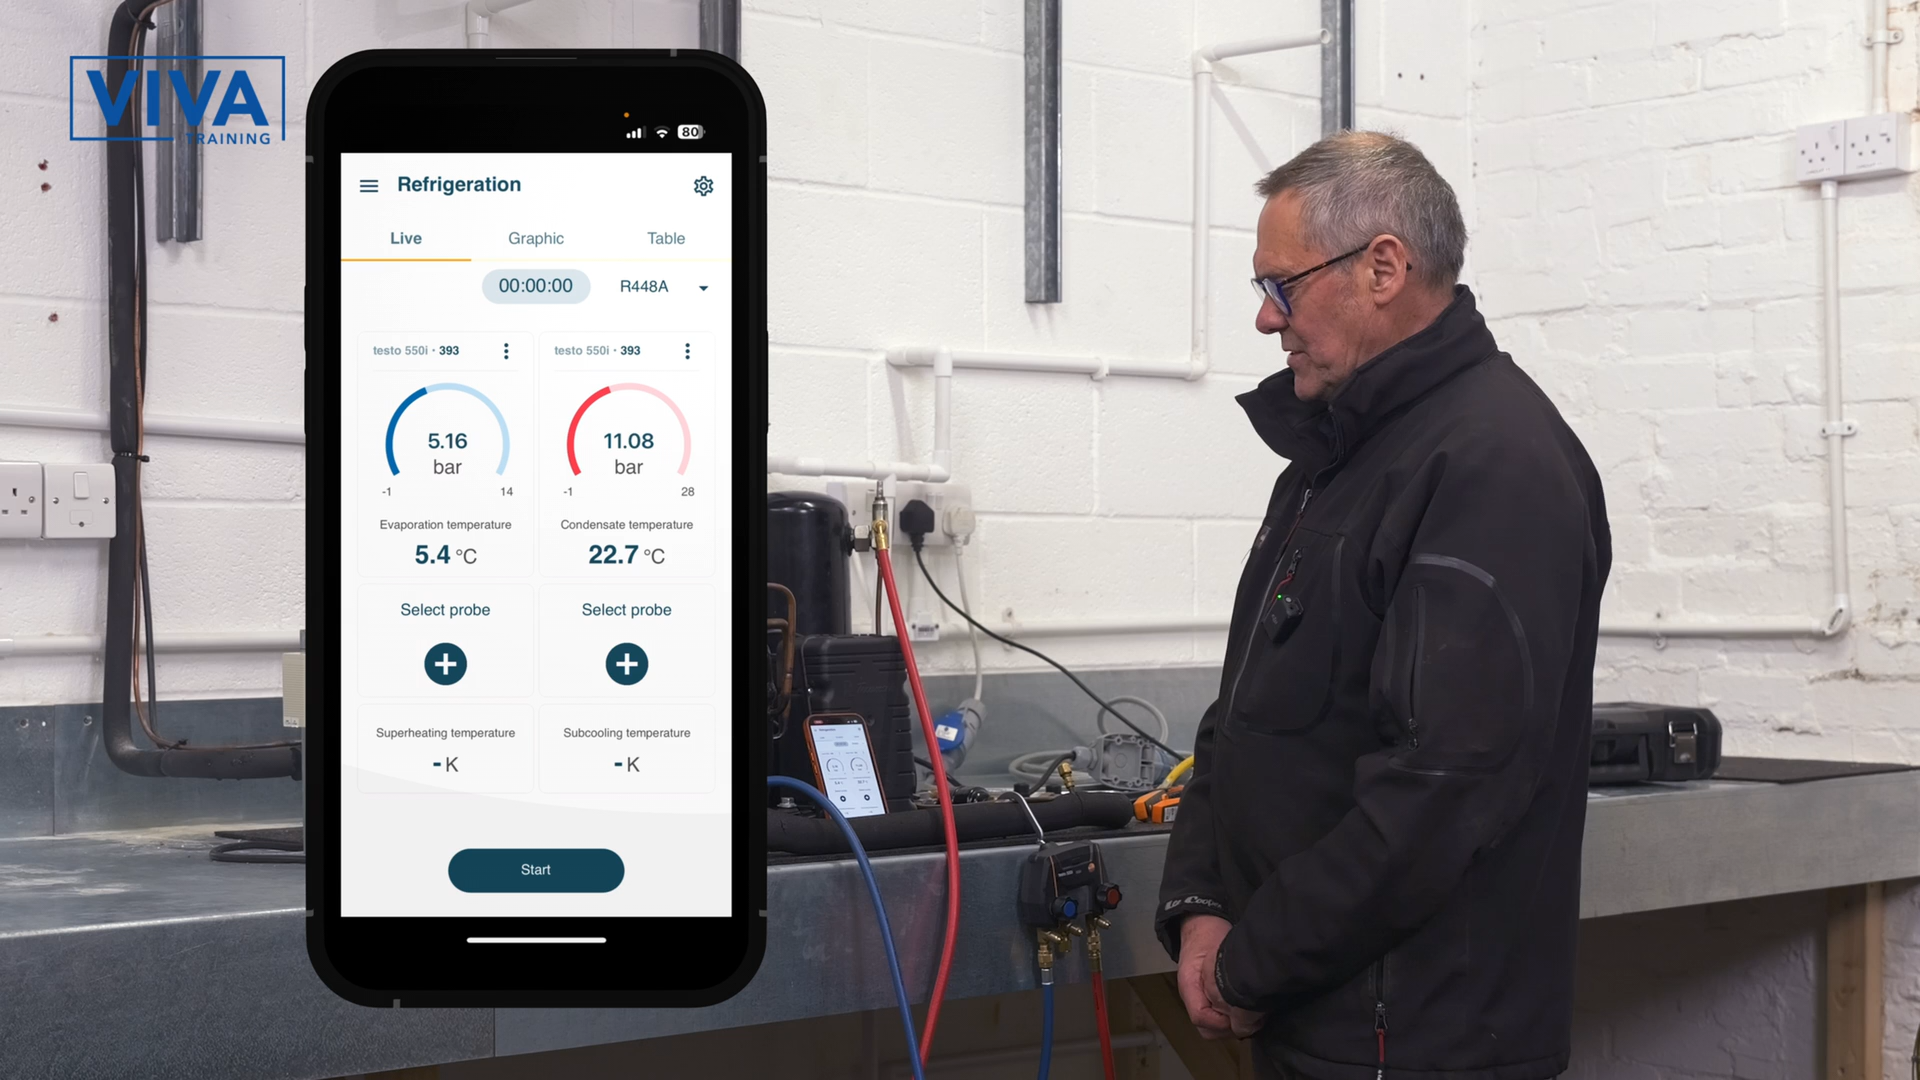 VIVA
TRAINING
80
Refrigeration
Live
Graphic
Table
00:00:00
R448A
testo 550i • 393
testo 550i • 393
5.16
bar
-1
14
11.08
bar
-1
28
Evaporation temperature
5.4 °C
Condensate temperature
22.7 °C
Select probe
Select probe
Superheating temperature
- K
Subcooling temperature
- K
Start